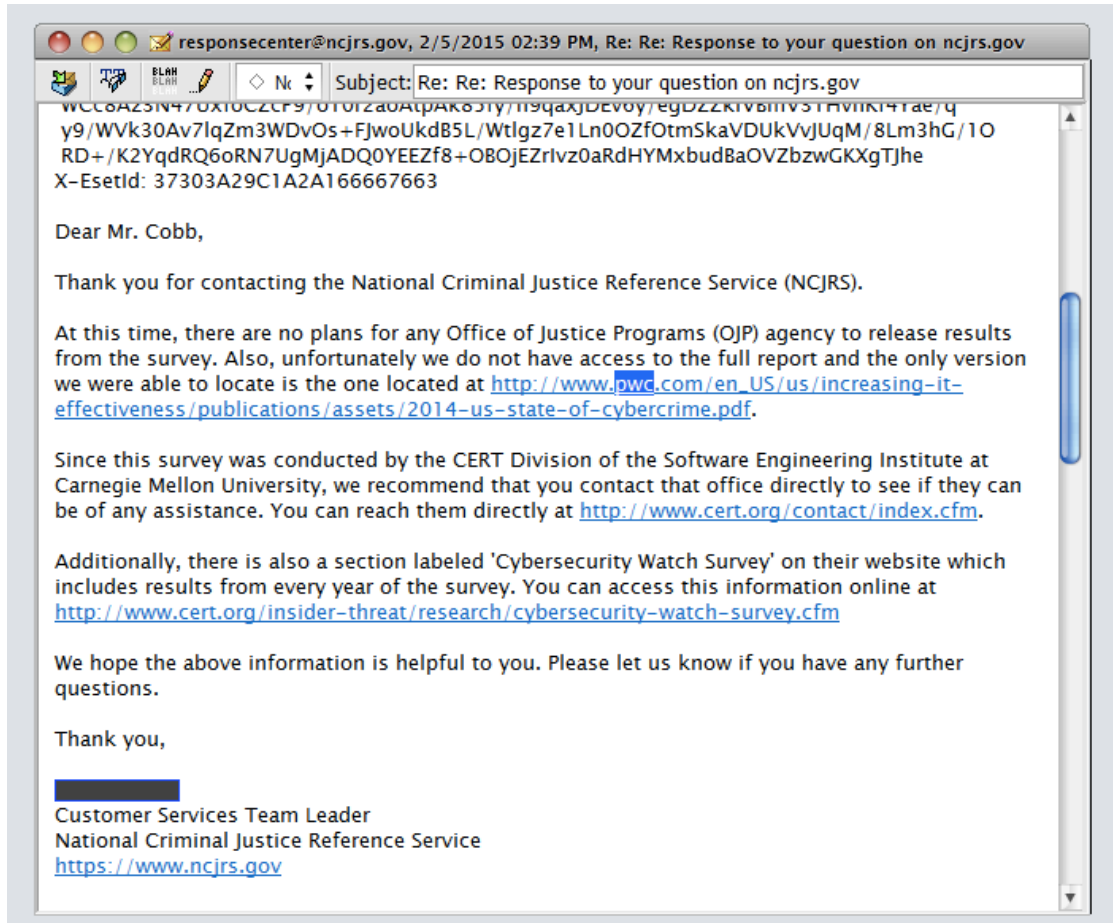 responsecenter@ncjrs.gov, 2/5/2015 02:39 PM, Re: Re: Response to your question on ncjrs.gov
BLAH
BLAH
Subject: Re: Re: Response to your question on ncjrs.gov
y9/WVk30Av7lqZm3WDvOs+FJwoUkdB5L/Wtlgz7e1Ln0OZfOtmSkaVDUkVvJUqM/8Lm3hG/1O
RD+/K2YqdRQ6oRN7UgMjADQ0YEEZf8+OBOjEZrIvz0aRdHYMxbudBaOVZbzwGKXgTJhe
X-EsetId: 37303A29C1A2A166667663
Dear Mr. Cobb,
Thank you for contacting the National Criminal Justice Reference Service (NCJRS).
At this time, there are no plans for any Office of Justice Programs (OJP) agency to release results
from the survey. Also, unfortunately we do not have access to the full report and the only version
we were able to locate is the one located at http://www.pwc.com/en_US/us/increasing-it-
effectiveness/publications/assets/2014-us-state-of-cybercrime.pdf.
Since this survey was conducted by the CERT Division of the Software Engineering Institute at
Carnegie Mellon University, we recommend that you contact that office directly to see if they can
be of any assistance. You can reach them directly at http://www.cert.org/contact/index.cfm.
Additionally, there is also a section labeled 'Cybersecurity Watch Survey' on their website which
includes results from every year of the survey. You can access this information online at
http://www.cert.org/insider-threat/research/cybersecurity-watch-survey.cfm
We hope the above information is helpful to you. Please let us know if you have any further
questions.
Thank you,
Customer Services Team Leader
National Criminal Justice Reference Service
https://www.ncjrs.gov